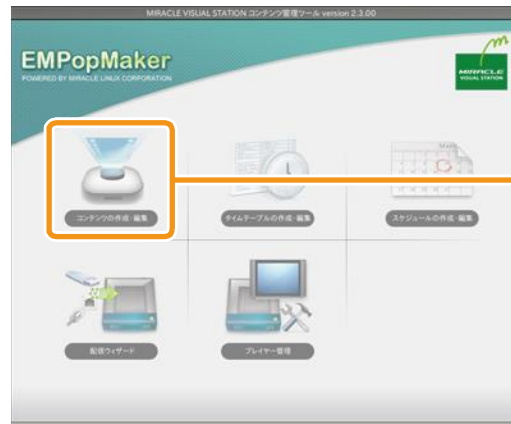 MIRACLE VISUAL STATION コンテンツ管理ツール version 2.3.00
EMPopMaker
POWERED BY MIRACLE LINUX CORPORATION
m
MIRACLE
VISUAL STATION
コンテンツの作成・編集
タイムテーブルの作成・編集
スケジュールの作成・編集
配信ウィザード
プレイヤー管理